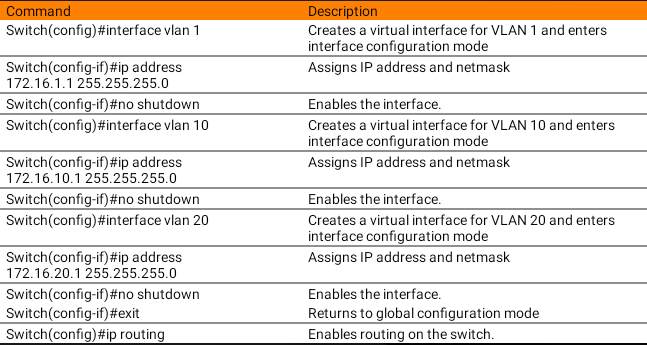 Command Description
Switch(config)#interface vlan 1 Creates a virtual interface for VLAN 1 and enters
interface configuration mode
Switch(config-if)#ip address Assigns IP address and netmask
172.16.1.1 255.255.255.0
Switch(config-if)#no shutdown Enables the interface.
Switch(config)#interface vlan 10 Creates a virtual interface for VLAN 10 and enters
interface configuration mode
Switch(config-if)#ip address Assigns IP address and netmask
172.16.10.1 255.255.255.0
Switch(config-if)#no shutdown Enables the interface.
Switch(config)#interface vlan 20 Creates a virtual interface for VLAN 20 and enters
interface configuration mode
Switch(config-if)#ip address Assigns IP address and netmask
172.16.20.1 255.255.255.0
Switch(config-if)#no shutdown Enables the interface.
Switch(config-if)#exit Returns to global configuration mode
Switch(config)#ip routing Enables routing on the switch.